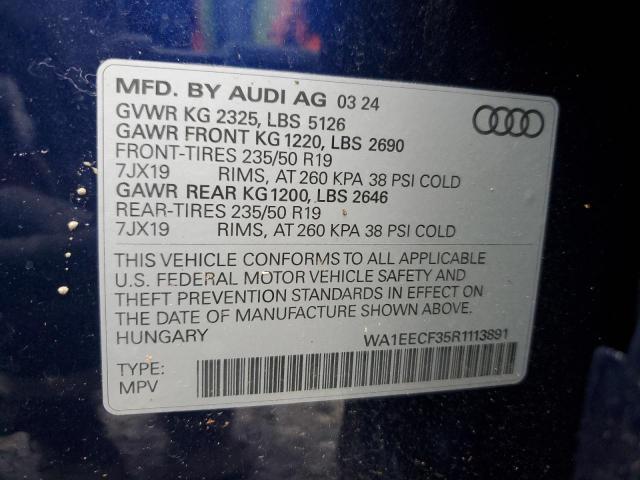 MFD. BY AUDI AG 03 24
GVWR KG 2325, LBS 5126
GAWR FRONT KG 1220, LBS 2690
FRONT-TIRES 235/50 R19
7JX19 RIMS, AT 260 KPA 38 PSI COLD
GAWR REAR KG 1200, LBS 2646
REAR-TIRES 235/50 R19
7JX19 RIMS, AT 260 KPA 38 PSI COLD
THIS VEHICLE CONFORMS TO ALL APPLICABLE
U.S. FEDERAL MOTOR VEHICLE SAFETY AND
THEFT PREVENTION STANDARDS IN EFFECT ON
THE DATE OF MANUFACTURE SHOWN ABOVE.
HUNGARY WA1EECF35R1113891
TYPE:
MPV